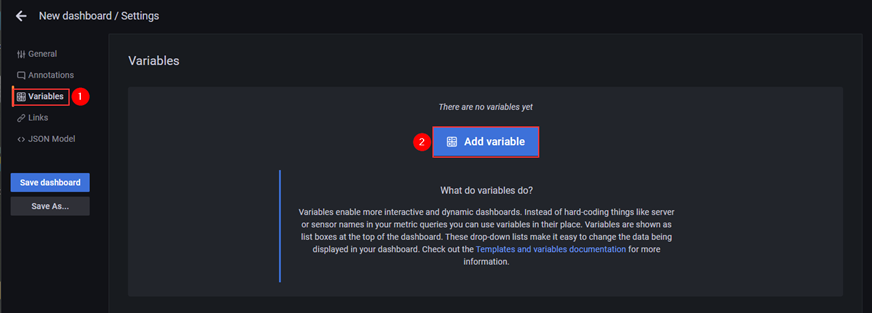 New dashboard / Settings
General
Annotations
Variables 1
Links
JSON Model
Save dashboard
Save As...
Variables
There are no variables yet
2 Add variable
What do variables do?
Variables enable more interactive and dynamic dashboards. Instead of hard-coding things like server
or sensor names in your metric queries you can use variables in their place. Variables are shown as
list boxes at the top of the dashboard. These drop-down lists make it easy to change the data being
displayed in your dashboard. Check out the Templates and variables documentation for more
information.